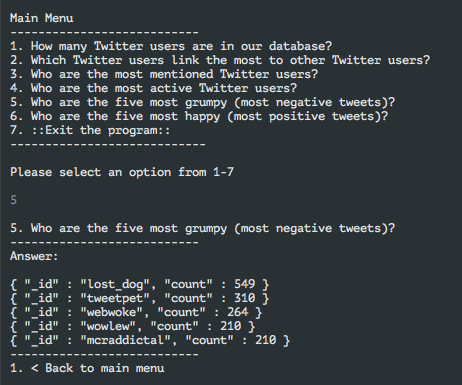 Main Menu
---------------------------
1. How many Twitter users are in our database?
2. Which Twitter users link the most to other Twitter users?
3. Who are the most mentioned Twitter users?
4. Who are the most active Twitter users?
5. Who are the five most grumpy (most negative tweets)?
6. Who are the five most happy (most positive tweets)?
7. ::Exit the program::
----------------------------
Please select an option from 1-7
5
5. Who are the five most grumpy (most negative tweets)?
---------------------------
Answer:
{ "_id" : "lost_dog", "count" : 549 }
{ "_id" : "tweetpet", "count" : 310 }
{ "_id" : "webwoke", "count" : 264 }
{ "_id" : "wowlew", "count" : 210 }
{ "_id" : "mcraddictal", "count" : 210 }
---------------------------
1. < Back to main menu